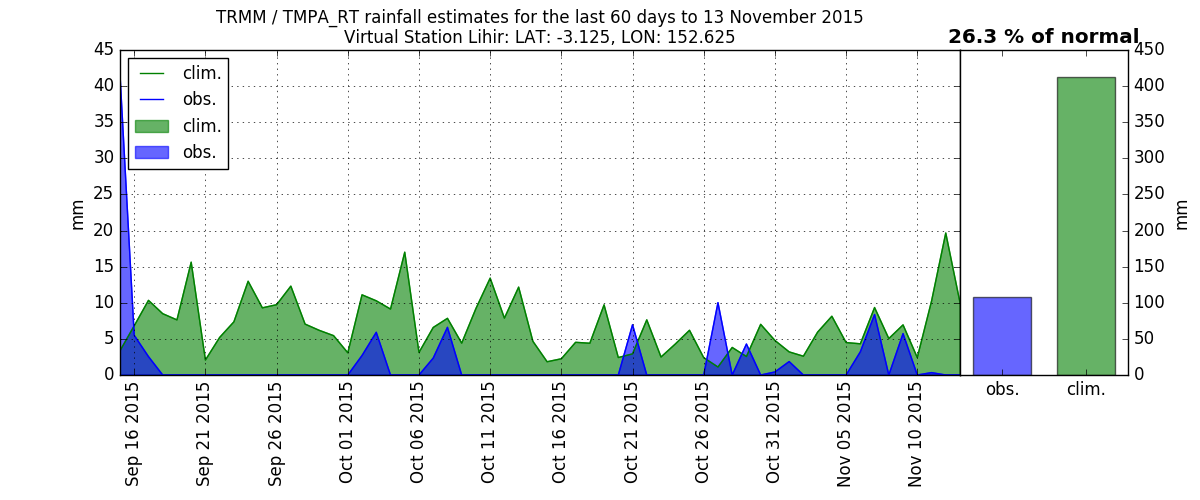 TRMM / TMPA_RT rainfall estimates for the last 60 days to 13 November 2015
Virtual Station Lihir: LAT: -3.125, LON: 152.625
26.3 % of normal
clim.
obs.
clim.
obs.
45
40
35
30
25
20
15
10
5
0
mm
Sep 16 2015
Sep 21 2015
Sep 26 2015
Oct 01 2015
Oct 06 2015
Oct 11 2015
Oct 16 2015
Oct 21 2015
Oct 26 2015
Oct 31 2015
Nov 05 2015
Nov 10 2015
obs.
clim.
450
400
350
300
250
200
150
100
50
0
mm